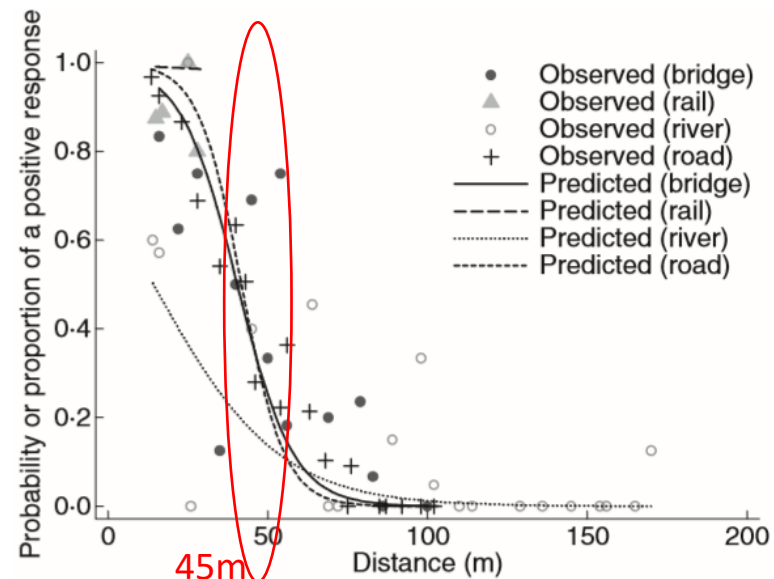 Probability or proportion of a positive response
1·0
0·8
0·6
0·4
0·2
0·0
Observed (bridge)
Observed (rail)
Observed (river)
Observed (road)
Predicted (bridge)
Predicted (rail)
Predicted (river)
Predicted (road)
0 50 100 150 200
45m
Distance (m)